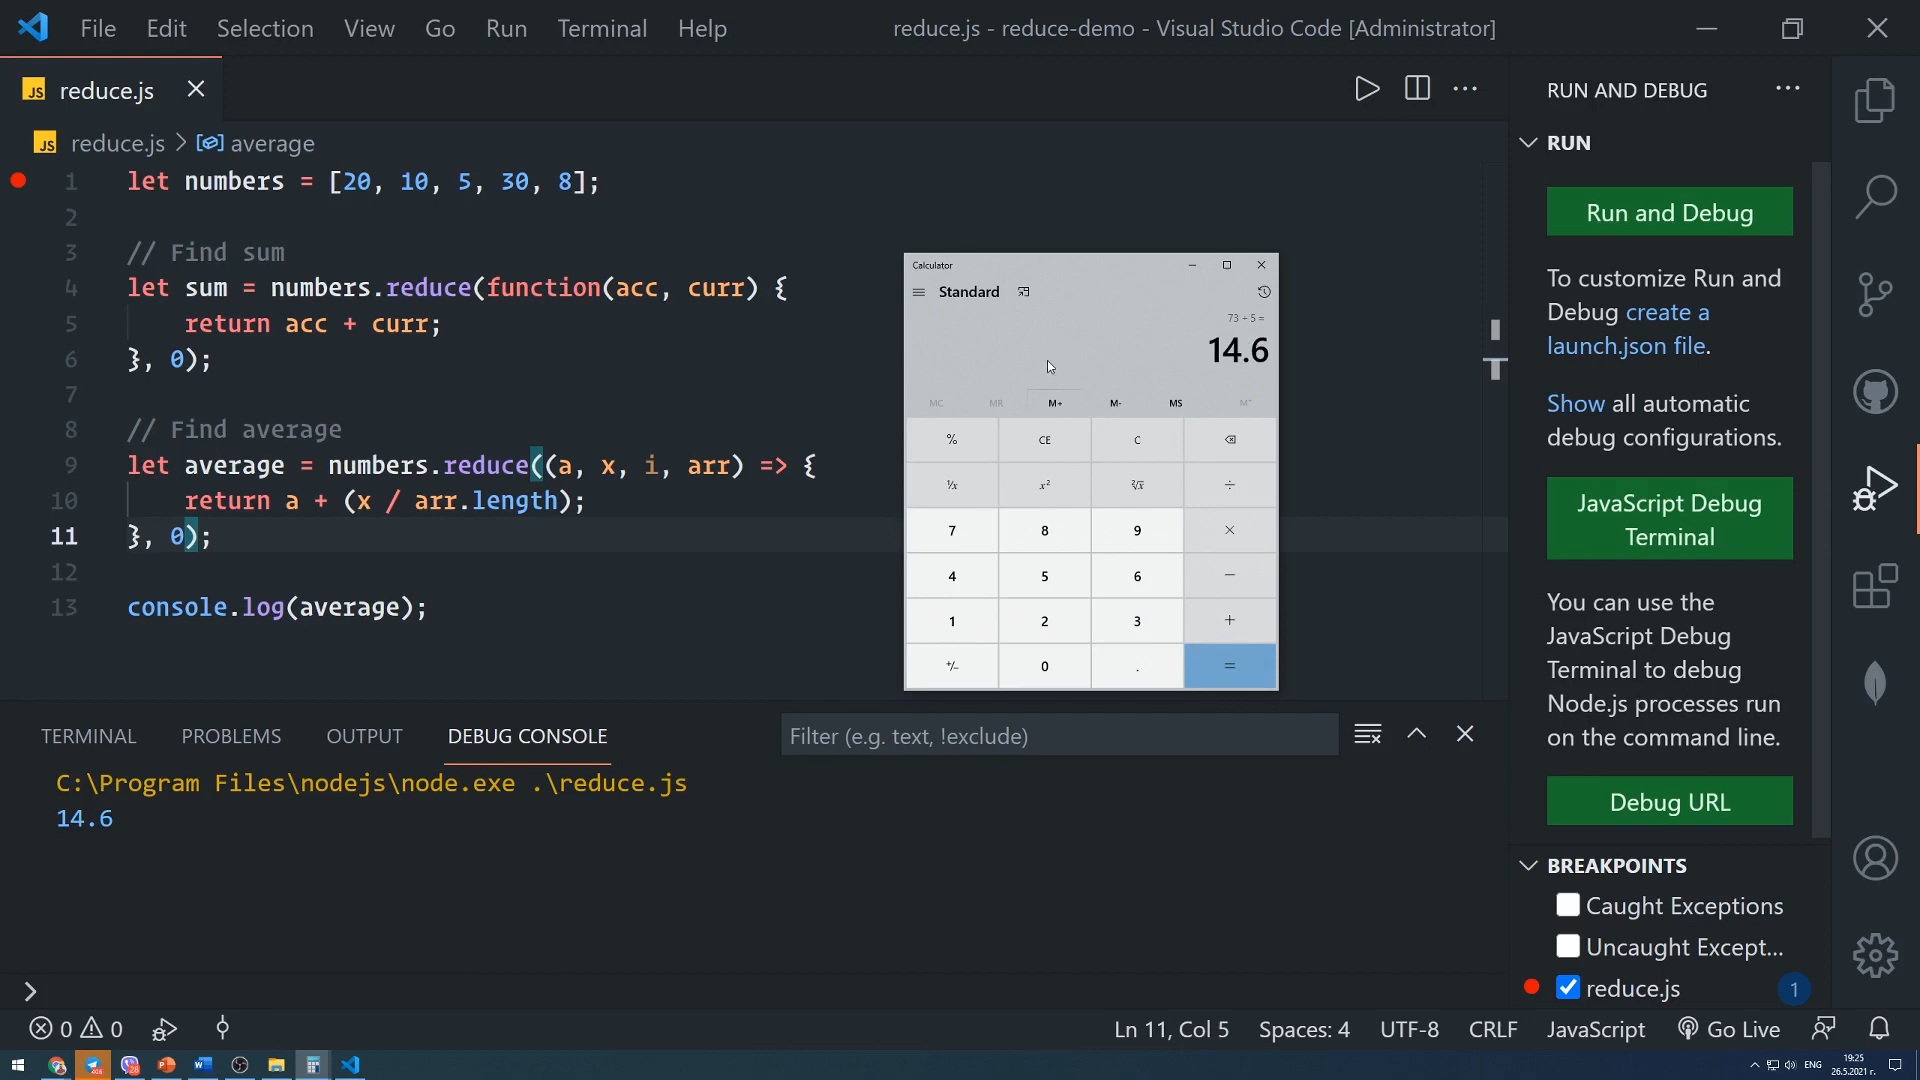 File Edit Selection View Go Run Terminal Help
reduce.js - reduce-demo - Visual Studio Code [Administrator]
JS reduce.js
JS reduce.js > average
1 let numbers = [20, 10, 5, 30, 8];
2
3 // Find sum
4 let sum = numbers.reduce(function(acc, curr) {
5 return acc + curr;
6 }, 0);
7
8 // Find average
9 let average = numbers.reduce((a, x, i, arr) => {
10 return a + (x / arr.length);
11 }, 0);
12
13 console.log(average);
Calculator
Standard
73 ÷ 5 =
14.6
MC MR M+ M- MS M˅
% CE C
¹/x x² ²√x ÷
7 8 9 ×
4 5 6 −
1 2 3 +
+/− 0 . =
TERMINAL PROBLEMS OUTPUT DEBUG CONSOLE
Filter (e.g. text, !exclude)
C:\Program Files\nodejs\node.exe .\reduce.js
14.6
RUN AND DEBUG
RUN
Run and Debug
To customize Run and
Debug create a
launch.json file.
Show all automatic
debug configurations.
JavaScript Debug
Terminal
You can use the
JavaScript Debug
Terminal to debug
Node.js processes run
on the command line.
Debug URL
BREAKPOINTS
Caught Exceptions
Uncaught Except...
reduce.js 1
0 0
Ln 11, Col 5 Spaces: 4 UTF-8 CRLF JavaScript Go Live
406 28
ENG
19:25
26.5.2021 г.